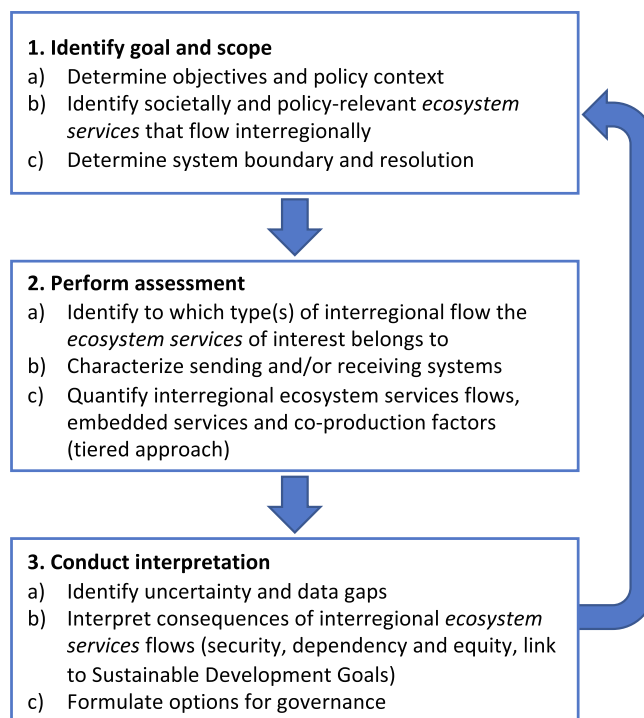 1. Identify goal and scope
a) Determine objectives and policy context
b) Identify societally and policy-relevant ecosystem
services that flow interregionally
c) Determine system boundary and resolution
2. Perform assessment
a) Identify to which type(s) of interregional flow the
ecosystem services of interest belongs to
b) Characterize sending and/or receiving systems
c) Quantify interregional ecosystem services flows,
embedded services and co-production factors
(tiered approach)
3. Conduct interpretation
a) Identify uncertainty and data gaps
b) Interpret consequences of interregional ecosystem
services flows (security, dependency and equity, link
to Sustainable Development Goals)
c) Formulate options for governance